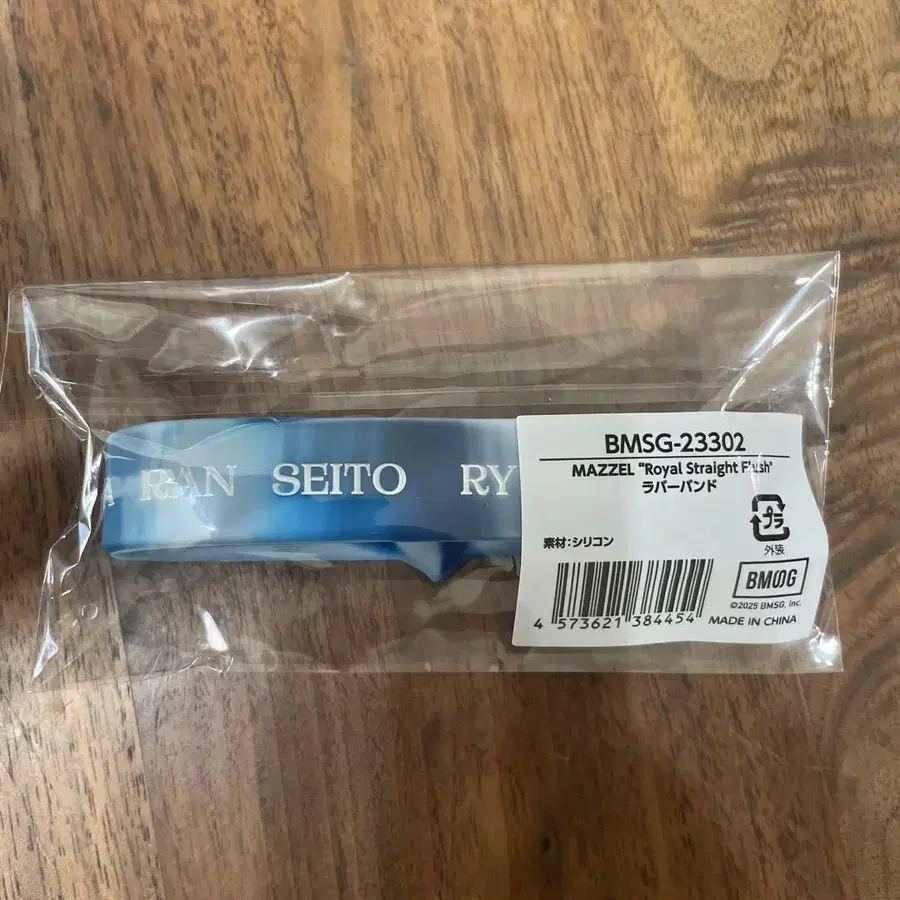 RAN SEITO RY
BMSG-23302
MAZZEL "Royal Straight Flush"
ラバーバンド
プラ
外装
素材:シリコン
BMSG
©2025 BMSG, Inc.
4 573621 384454
MADE IN CHINA